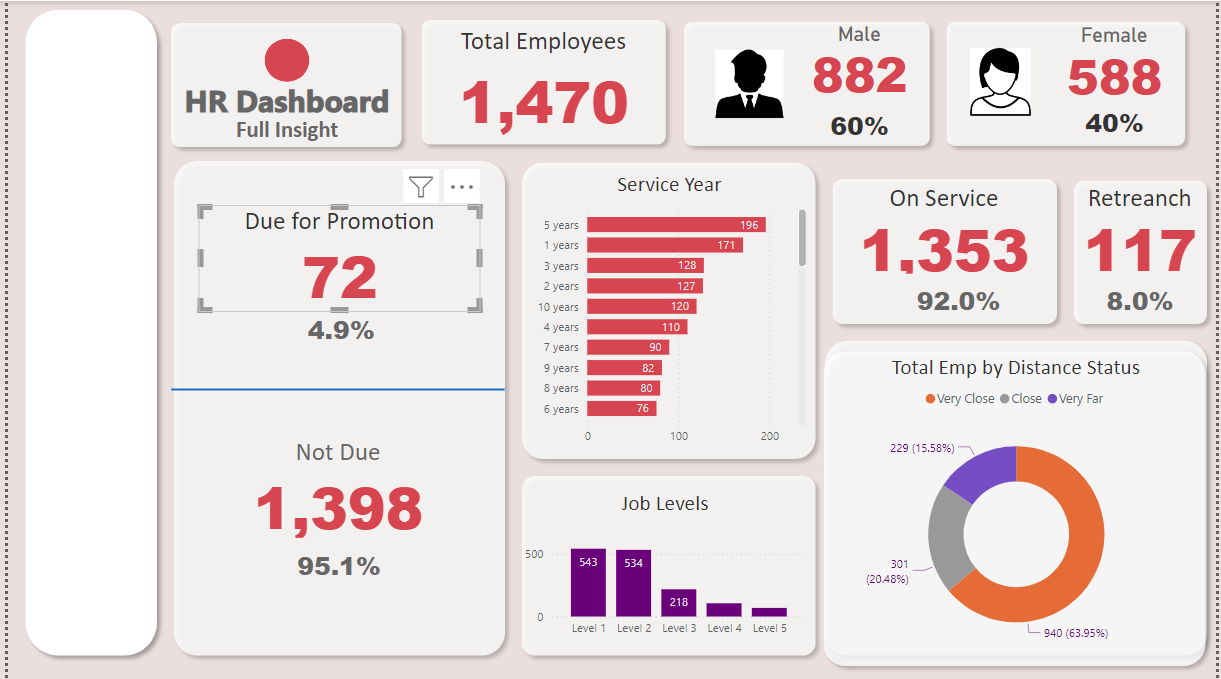 HR Dashboard
Full Insight
Total Employees
1,470
Male
882
60%
Female
588
40%
Due for Promotion
72
4.9%
Not Due
1,398
95.1%
Service Year
5 years 196
1 years 171
3 years 128
2 years 127
10 years 120
4 years 110
7 years 90
9 years 82
8 years 80
6 years 76
0 100 200
Job Levels
500
543 534 218
0
Level 1 Level 2 Level 3 Level 4 Level 5
On Service
1,353
92.0%
Retreanch
117
8.0%
Total Emp by Distance Status
Very Close Close Very Far
229 (15.58%)
301
(20.48%)
940 (63.95%)